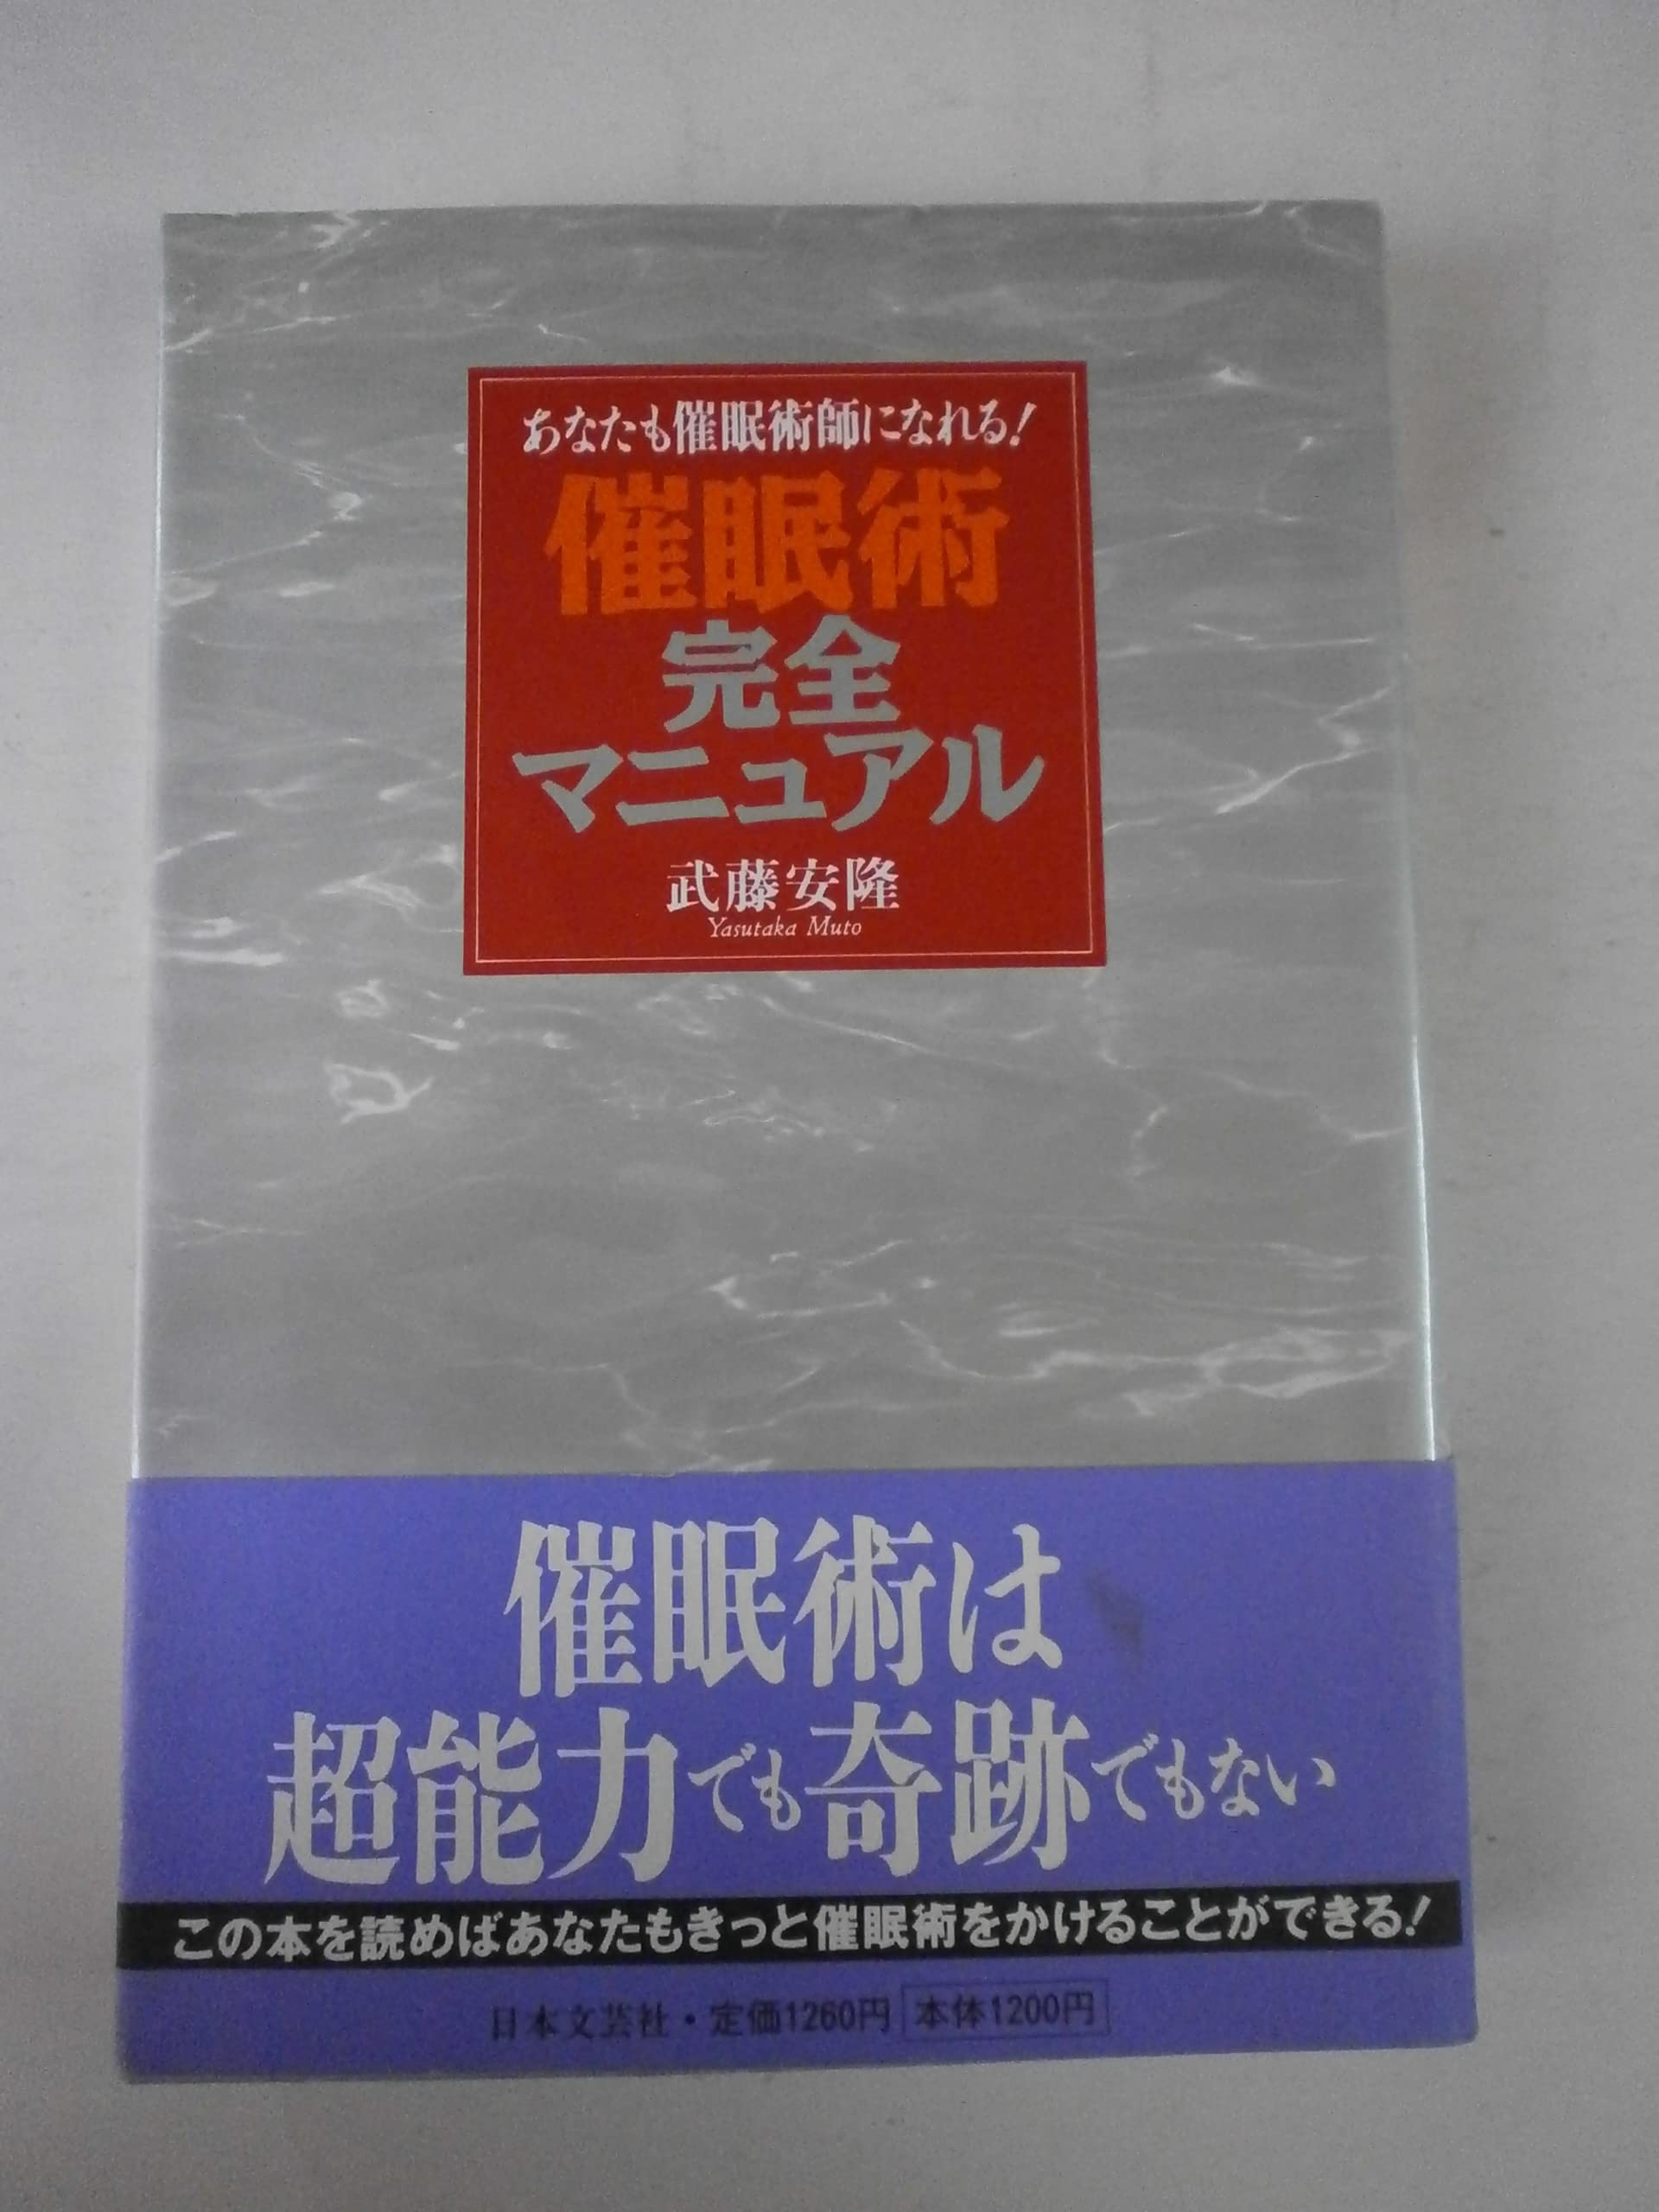 あなたも催眠術師になれる!
催眠術
完全
マニュアル
武藤安隆
Yasutaka Muto
催眠術は
超能力でも奇跡でもない
この本を読めばあなたもきっと催眠術をかけることができる!
日本文芸社・定価1260円 本体1200円